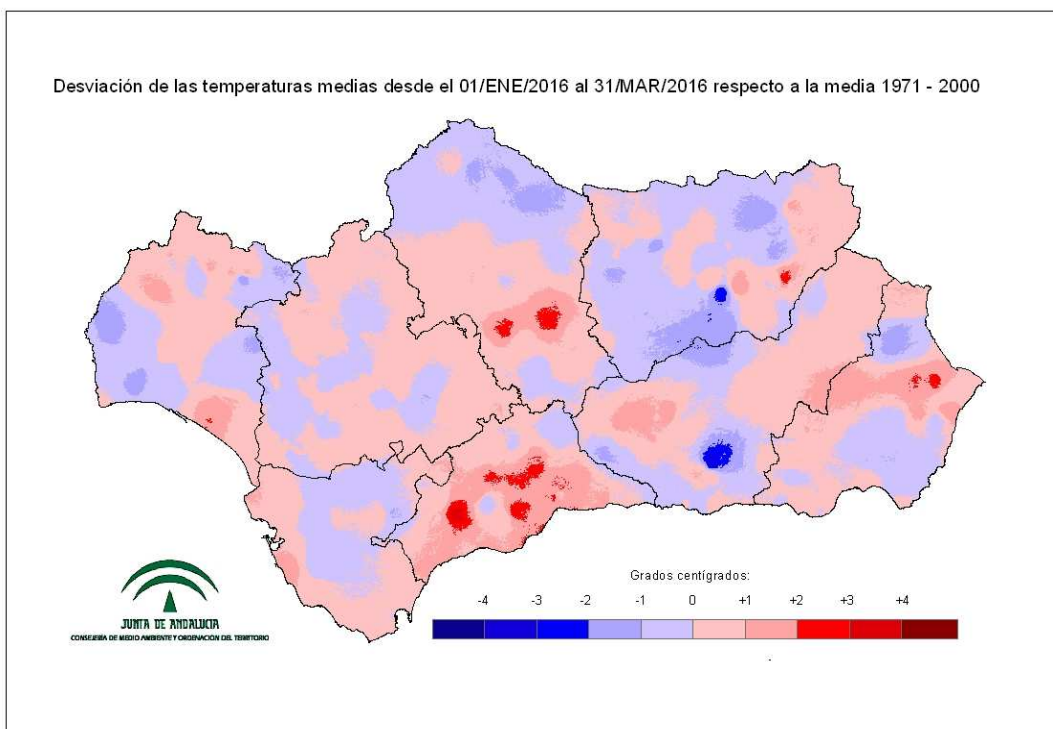 Desviación de las temperaturas medias desde el 01/ENE/2016 al 31/MAR/2016 respecto a la media 1971 - 2000
Grados centígrados:
-4 -3 -2 -1 0 +1 +2 +3 +4
JUNTA DE ANDALUCIA
CONSEJERÍA DE MEDIO AMBIENTE Y ORDENACIÓN DEL TERRITORIO